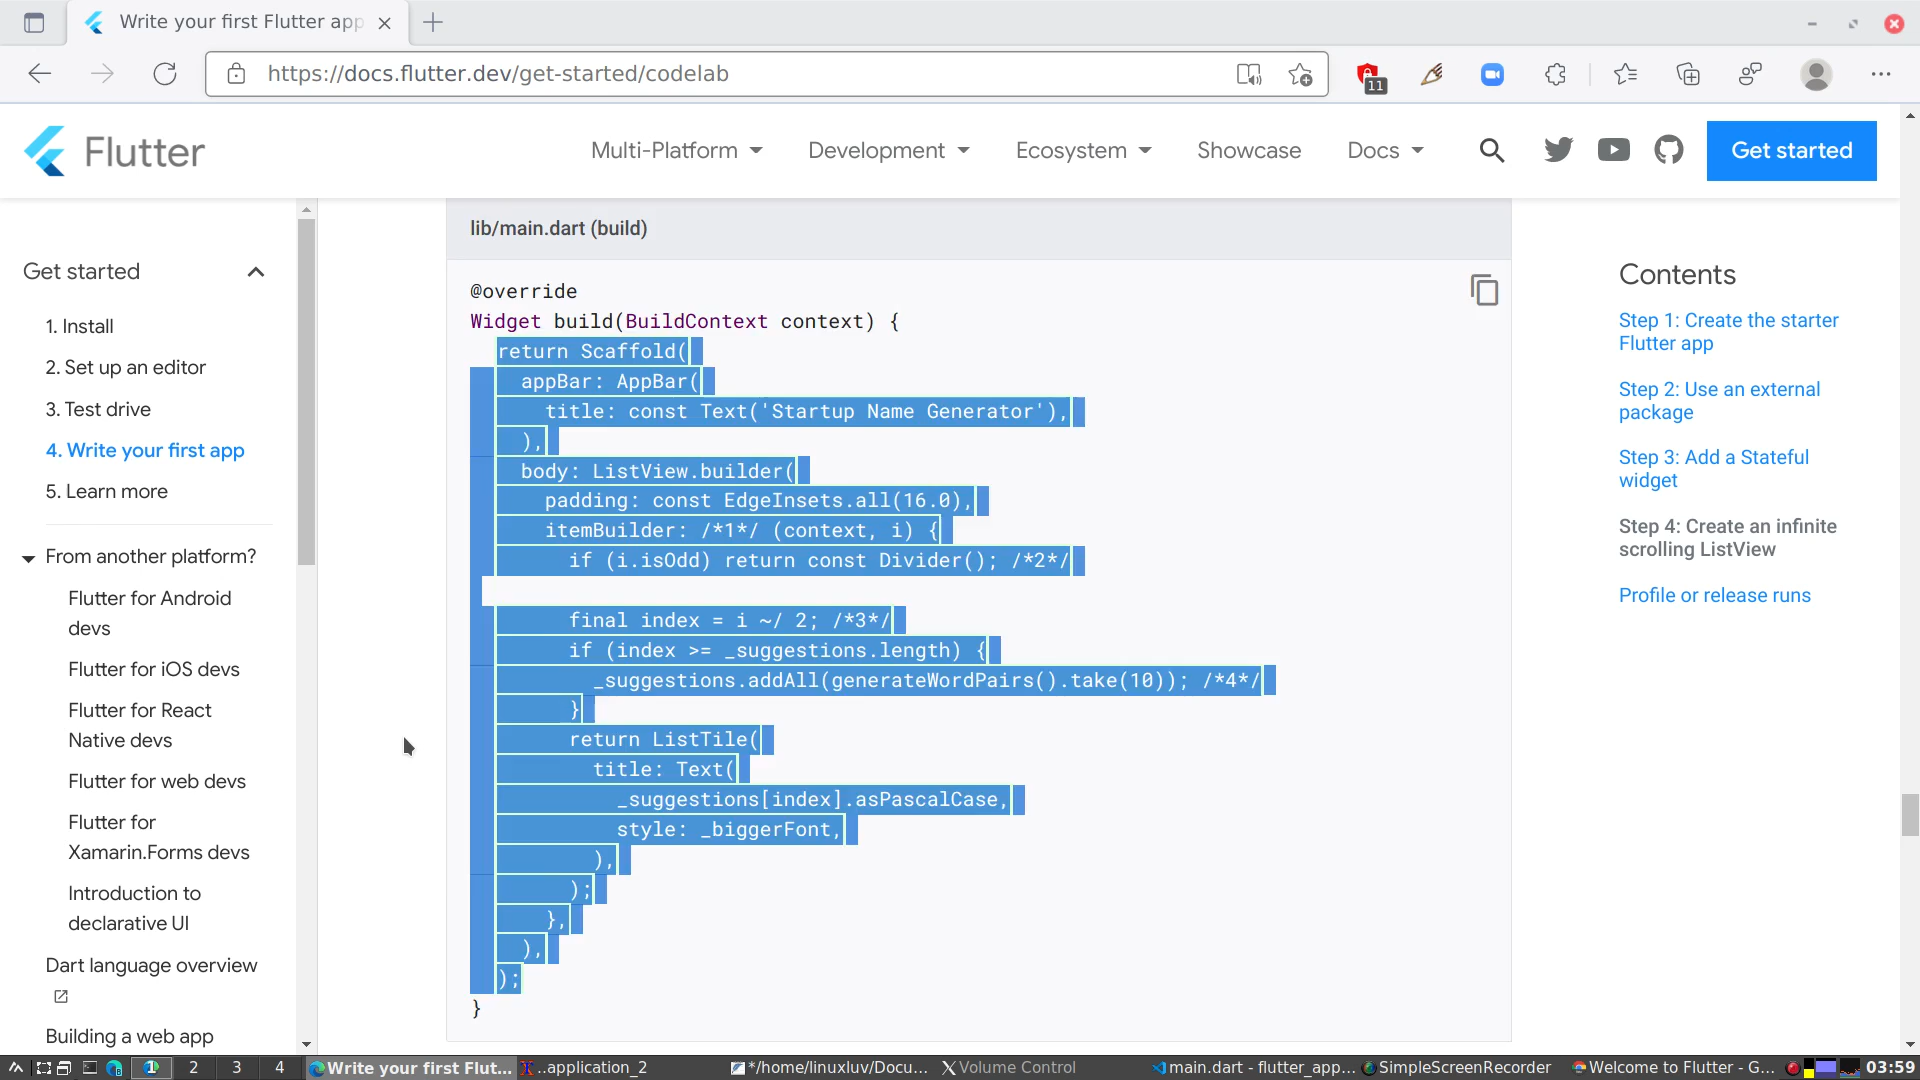 Write your first Flutter app
https://docs.flutter.dev/get-started/codelab
11
Flutter
Multi-Platform
Development
Ecosystem
Showcase
Docs
Get started
Get started
1. Install
2. Set up an editor
3. Test drive
4. Write your first app
5. Learn more
From another platform?
Flutter for Android
devs
Flutter for iOS devs
Flutter for React
Native devs
Flutter for web devs
Flutter for
Xamarin.Forms devs
Introduction to
declarative UI
Dart language overview
Building a web app
lib/main.dart (build)
@override
Widget build(BuildContext context) {
return Scaffold(
appBar: AppBar(
title: const Text('Startup Name Generator'),
),
body: ListView.builder(
padding: const EdgeInsets.all(16.0),
itemBuilder: /*1*/ (context, i) {
if (i.isOdd) return const Divider(); /*2*/
final index = i ~/ 2; /*3*/
if (index >= _suggestions.length) {
_suggestions.addAll(generateWordPairs().take(10)); /*4*/
}
return ListTile(
title: Text(
_suggestions[index].asPascalCase,
style: _biggerFont,
),
);
},
),
);
}
Contents
Step 1: Create the starter
Flutter app
Step 2: Use an external
package
Step 3: Add a Stateful
widget
Step 4: Create an infinite
scrolling ListView
Profile or release runs
1
2
3
4
Write your first Flut...
..application_2
*/home/linuxluv/Docu...
Volume Control
main.dart - flutter_app...
SimpleScreenRecorder
Welcome to Flutter - G...
03:59